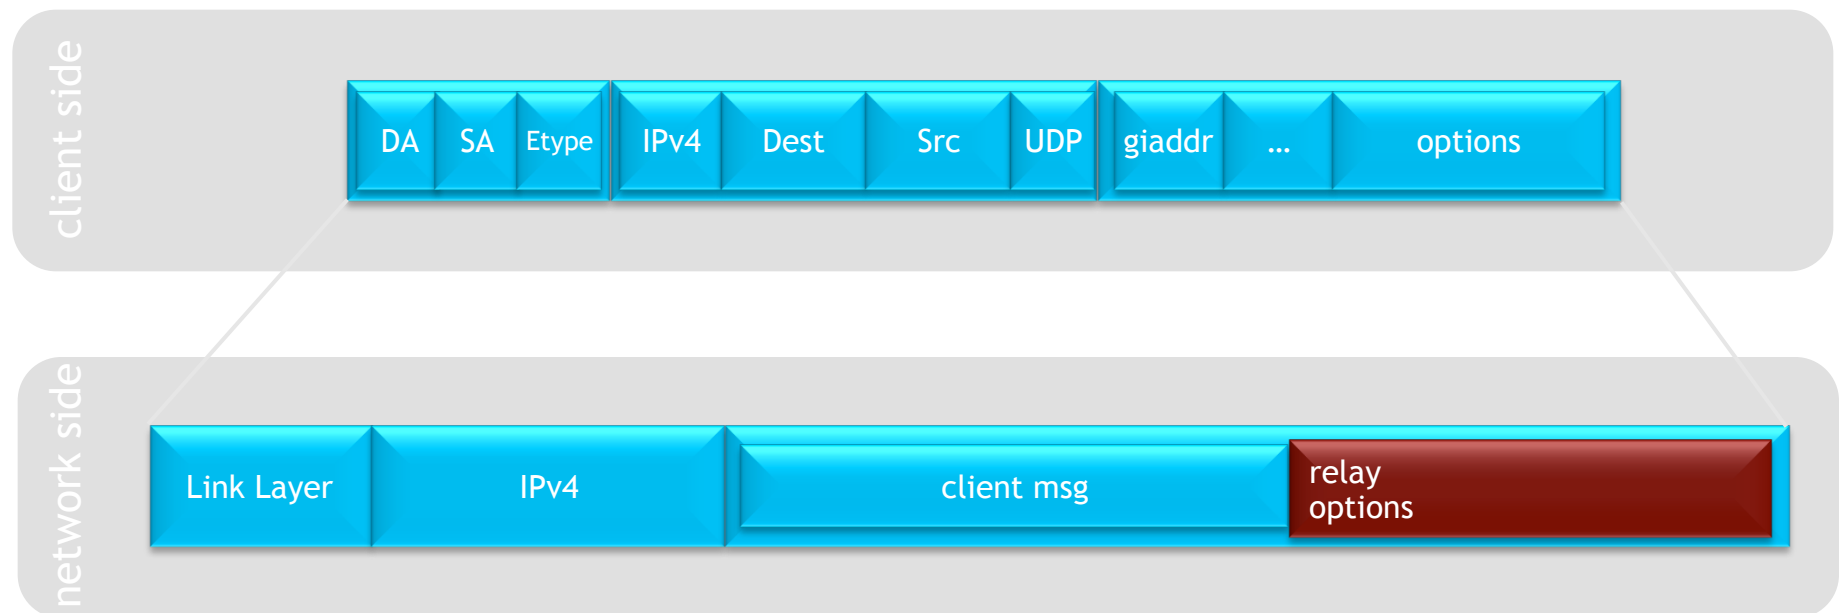 client side
DA SA Etype IPv4 Dest Src UDP giaddr ... options
network side
Link Layer IPv4 client msg relay
options